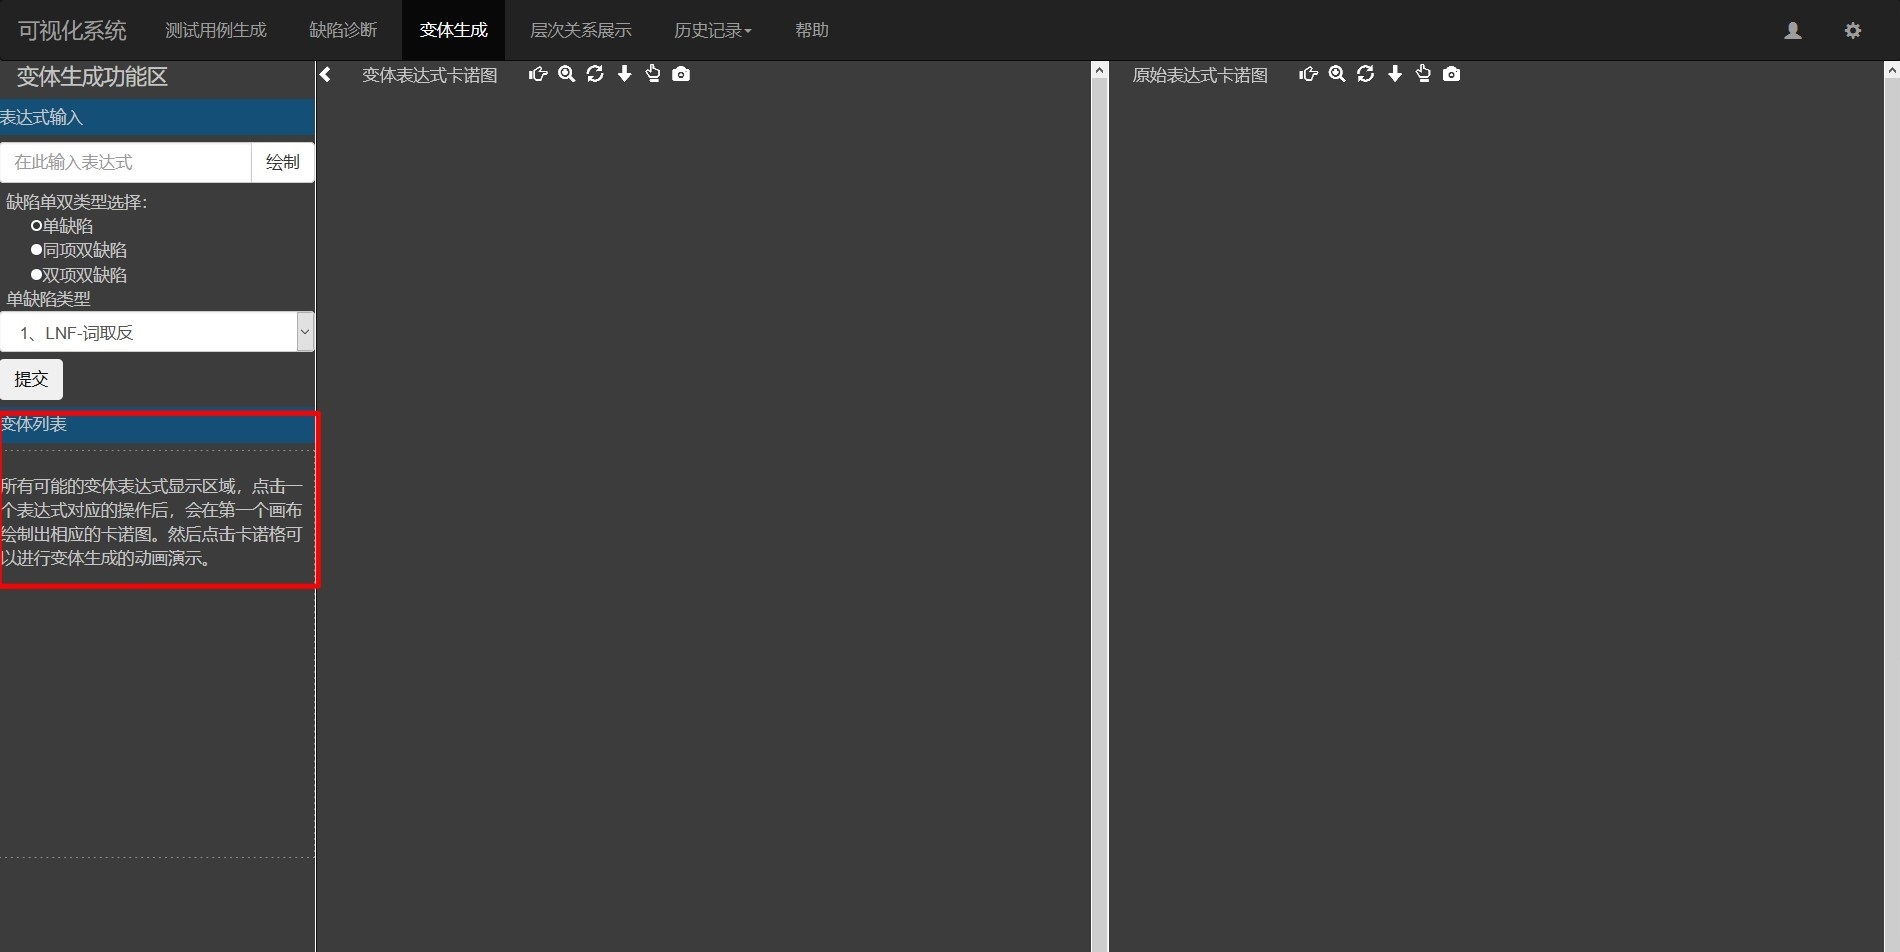 可视化系统 测试用例生成 缺陷诊断 变体生成 层次关系展示 历史记录 帮助
变体生成功能区
变体表达式卡诺图
原始表达式卡诺图
表达式输入
在此输入表达式 绘制
缺陷单双类型选择：
单缺陷
同项双缺陷
双项双缺陷
单缺陷类型
1、LNF-词取反
提交
变体列表
所有可能的变体表达式显示区域，点击一
个表达式对应的操作后，会在第一个画布
绘制出相应的卡诺图。然后点击卡诺格可
以进行变体生成的动画演示。